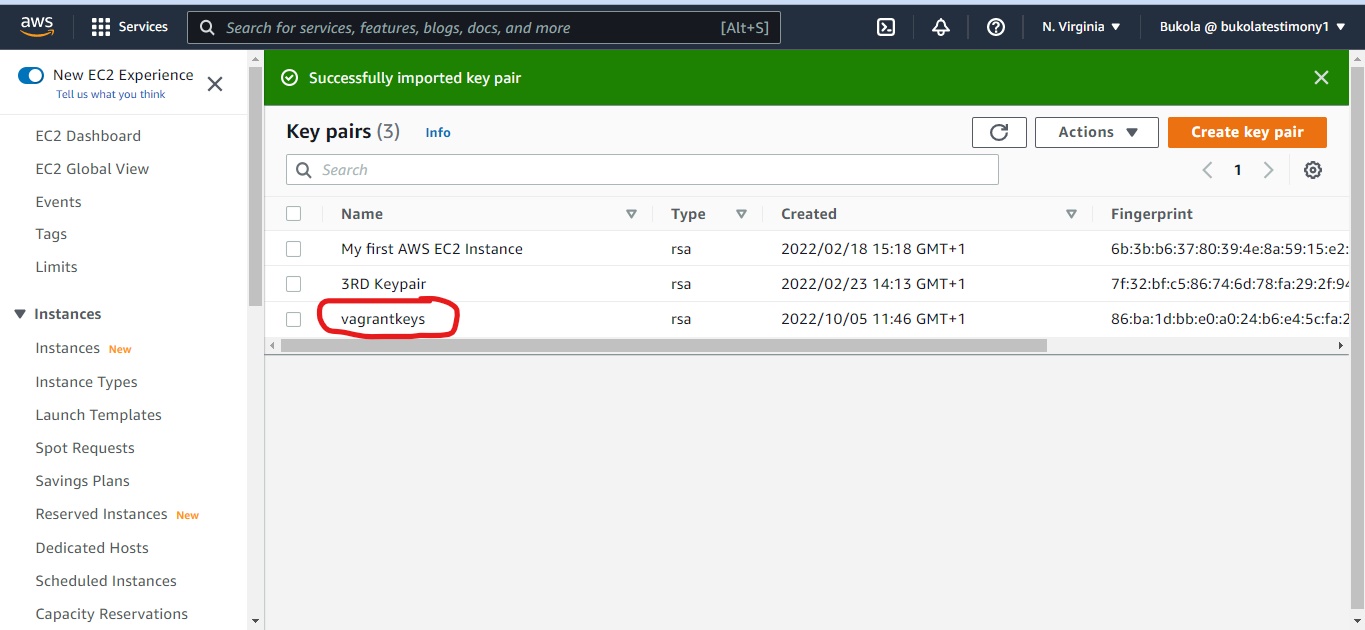 aws Services Search for services, features, blogs, docs, and more [Alt+S] N. Virginia Bukola @ bukolatestimony1
New EC2 Experience
Tell us what you think
EC2 Dashboard
EC2 Global View
Events
Tags
Limits
Instances
Instances New
Instance Types
Launch Templates
Spot Requests
Savings Plans
Reserved Instances New
Dedicated Hosts
Scheduled Instances
Capacity Reservations
Successfully imported key pair
Key pairs (3) Info Actions Create key pair
Search 1
Name Type Created Fingerprint
My first AWS EC2 Instance rsa 2022/02/18 15:18 GMT+1 6b:3b:b6:37:80:39:4e:8a:59:15:e2:
3RD Keypair rsa 2022/02/23 14:13 GMT+1 7f:32:bf:c5:86:74:6d:78:fa:29:2f:94
vagrantkeys rsa 2022/10/05 11:46 GMT+1 86:ba:1d:bb:e0:a0:24:b6:e4:5c:fa:2